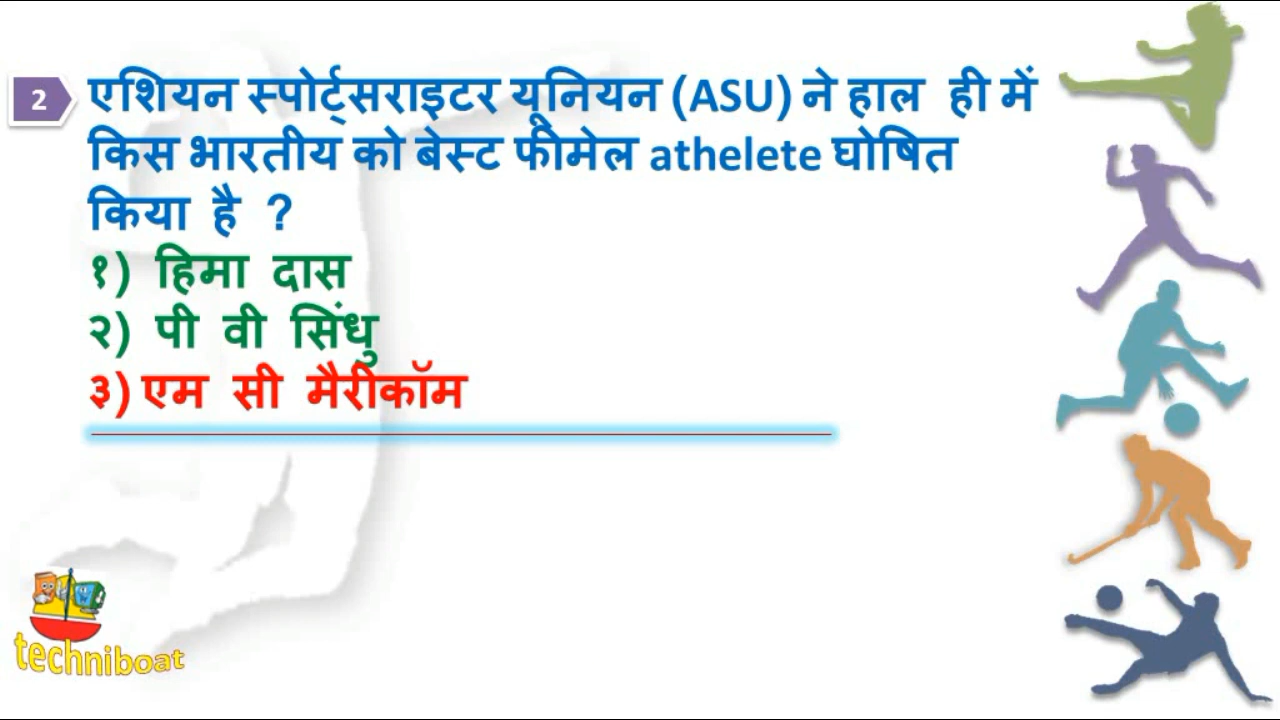 2
एशियन स्पोर्ट्सराइटर यूनियन (ASU) ने हाल ही में
किस भारतीय को बेस्ट फीमेल athelete घोषित
किया है ?
१) हिमा दास
२) पी वी सिंधु
३) एम सी मैरीकॉम
techniboat